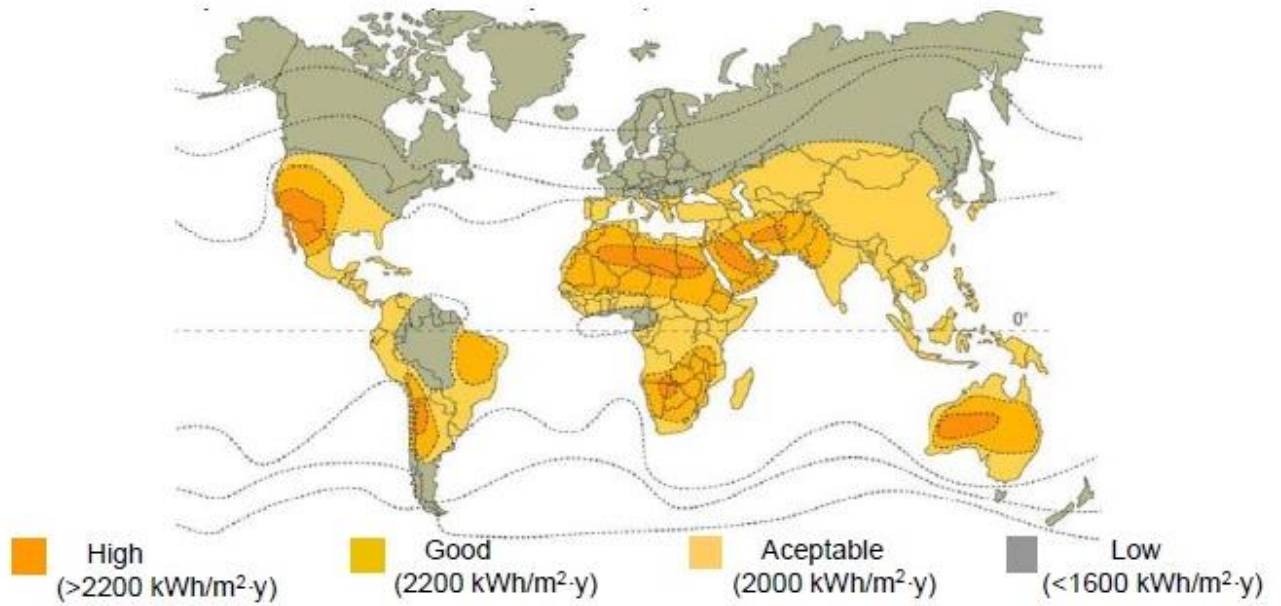 0°
High
(>2200 kWh/m²·y)
Good
(2200 kWh/m²·y)
Aceptable
(2000 kWh/m²·y)
Low
(<1600 kWh/m²·y)